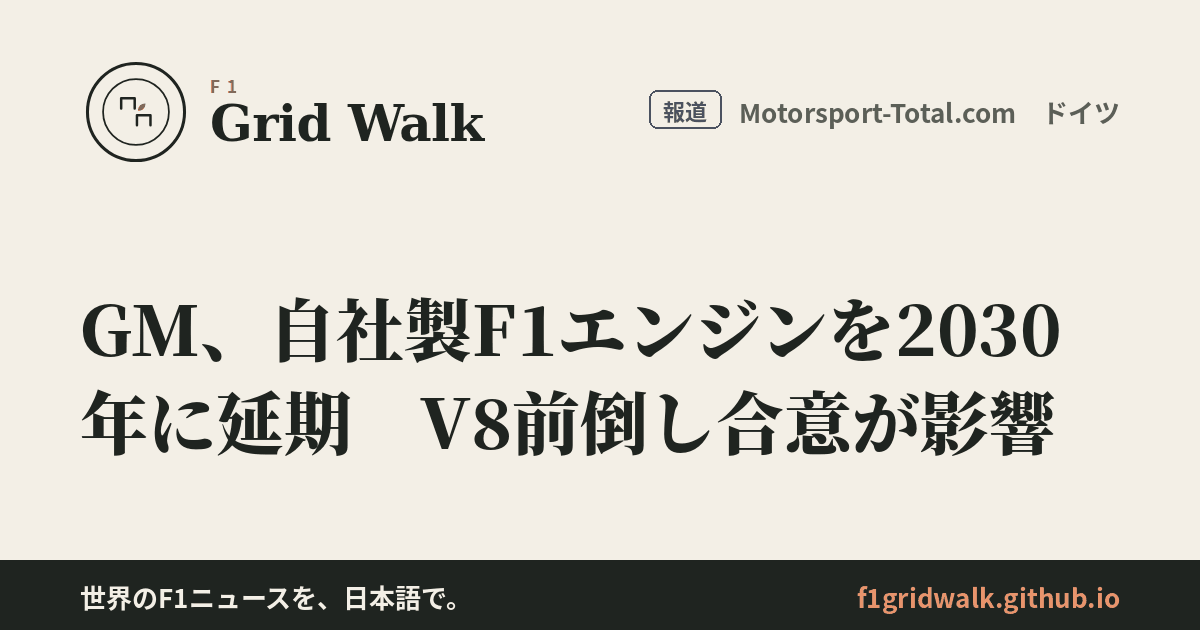 F1
Grid Walk
報道 Motorsport-Total.com ドイツ
GM、自社製F1エンジンを2030
年に延期　V8前倒し合意が影響
世界のF1ニュースを、日本語で。
f1gridwalk.github.io